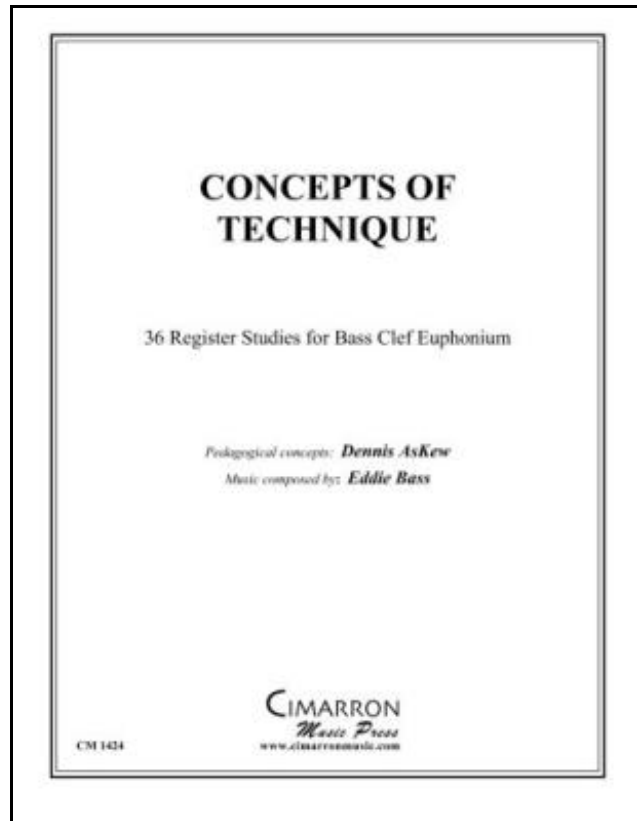 CONCEPTS OF
TECHNIQUE
36 Register Studies for Bass Clef Euphonium
Pedagogical concepts: Dennis AsKew
Music composed by: Eddie Bass
CIMARRON
Music Press
www.cimarronmusic.com
CM 1424